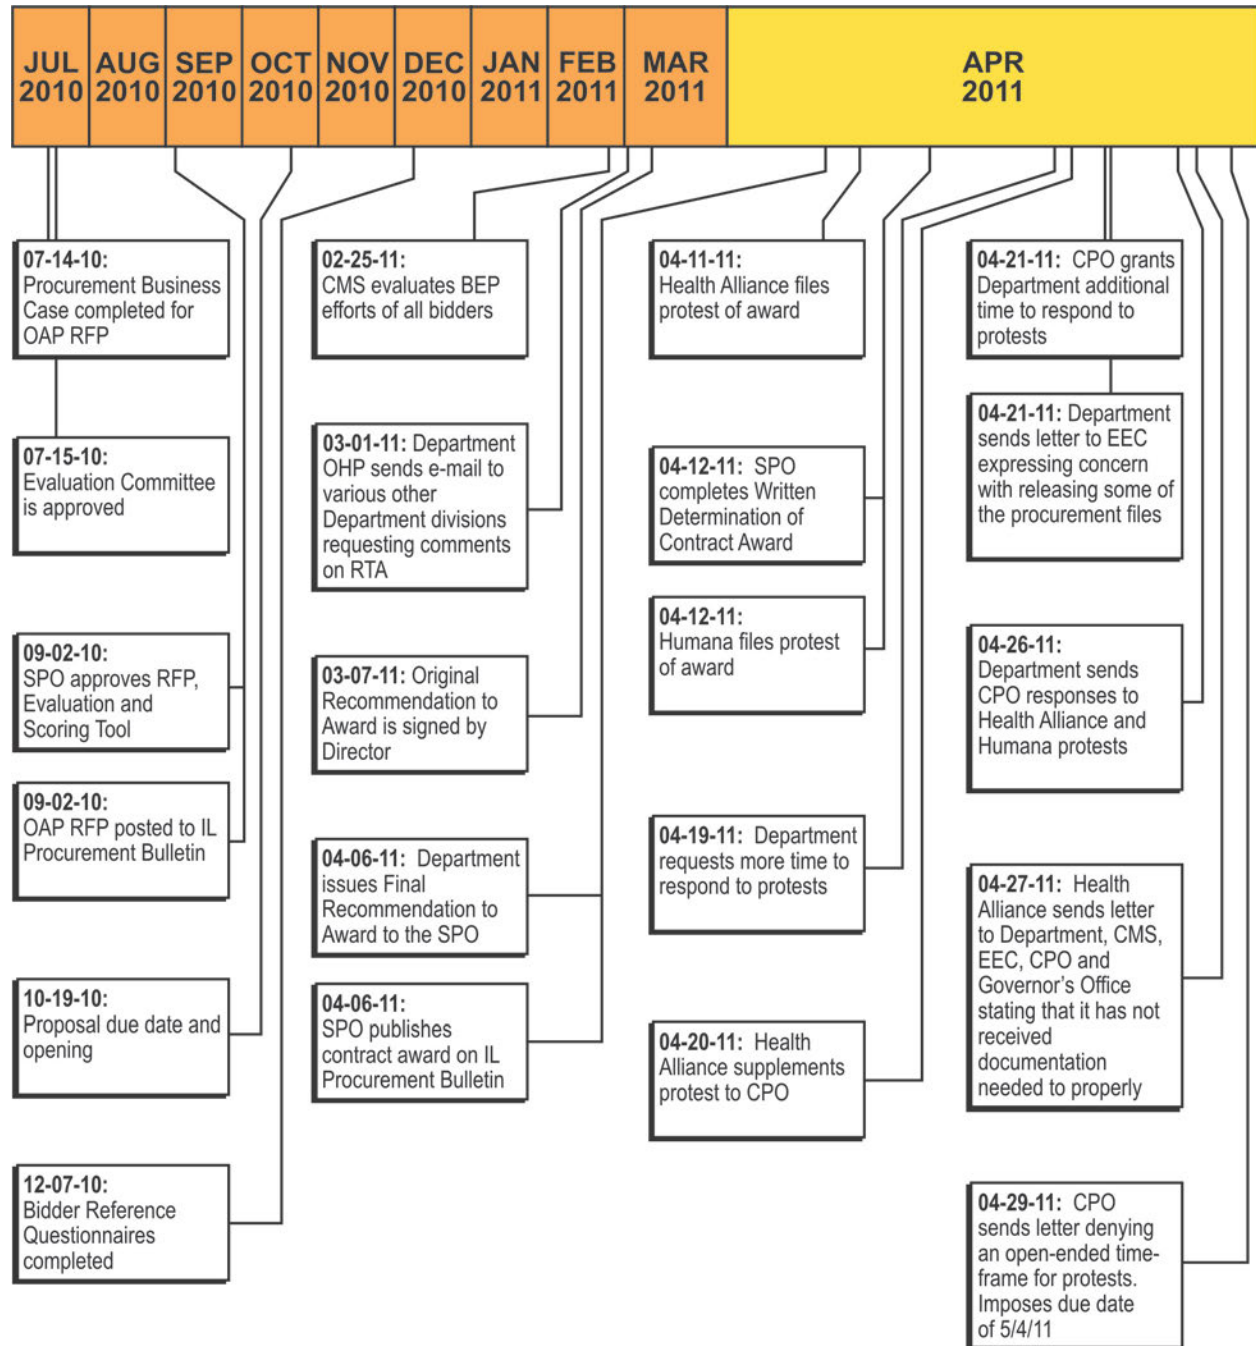 JUL
2010
AUG
2010
SEP
2010
OCT
2010
NOV
2010
DEC
2010
JAN
2011
FEB
2011
MAR
2011
APR
2011
07-14-10:
Procurement Business
Case completed for
OAP RFP
07-15-10:
Evaluation Committee
is approved
09-02-10:
SPO approves RFP,
Evaluation and
Scoring Tool
09-02-10:
OAP RFP posted to IL
Procurement Bulletin
10-19-10:
Proposal due date and
opening
12-07-10:
Bidder Reference
Questionnaires
completed
02-25-11:
CMS evaluates BEP
efforts of all bidders
03-01-11: Department
OHP sends e-mail to
various other
Department divisions
requesting comments
on RTA
03-07-11: Original
Recommendation to
Award is signed by
Director
04-06-11: Department
issues Final
Recommendation to
Award to the SPO
04-06-11:
SPO publishes
contract award on IL
Procurement Bulletin
04-11-11:
Health Alliance files
protest of award
04-12-11: SPO
completes Written
Determination of
Contract Award
04-12-11:
Humana files protest
of award
04-19-11: Department
requests more time to
respond to protests
04-20-11: Health
Alliance supplements
protest to CPO
04-21-11: CPO grants
Department additional
time to respond to
protests
04-21-11: Department
sends letter to EEC
expressing concern
with releasing some of
the procurement files
04-26-11:
Department sends
CPO responses to
Health Alliance and
Humana protests
04-27-11: Health
Alliance sends letter
to Department, CMS,
EEC, CPO and
Governor's Office
stating that it has not
received
documentation
needed to properly
04-29-11: CPO
sends letter denying
an open-ended time-
frame for protests.
Imposes due date
of 5/4/11